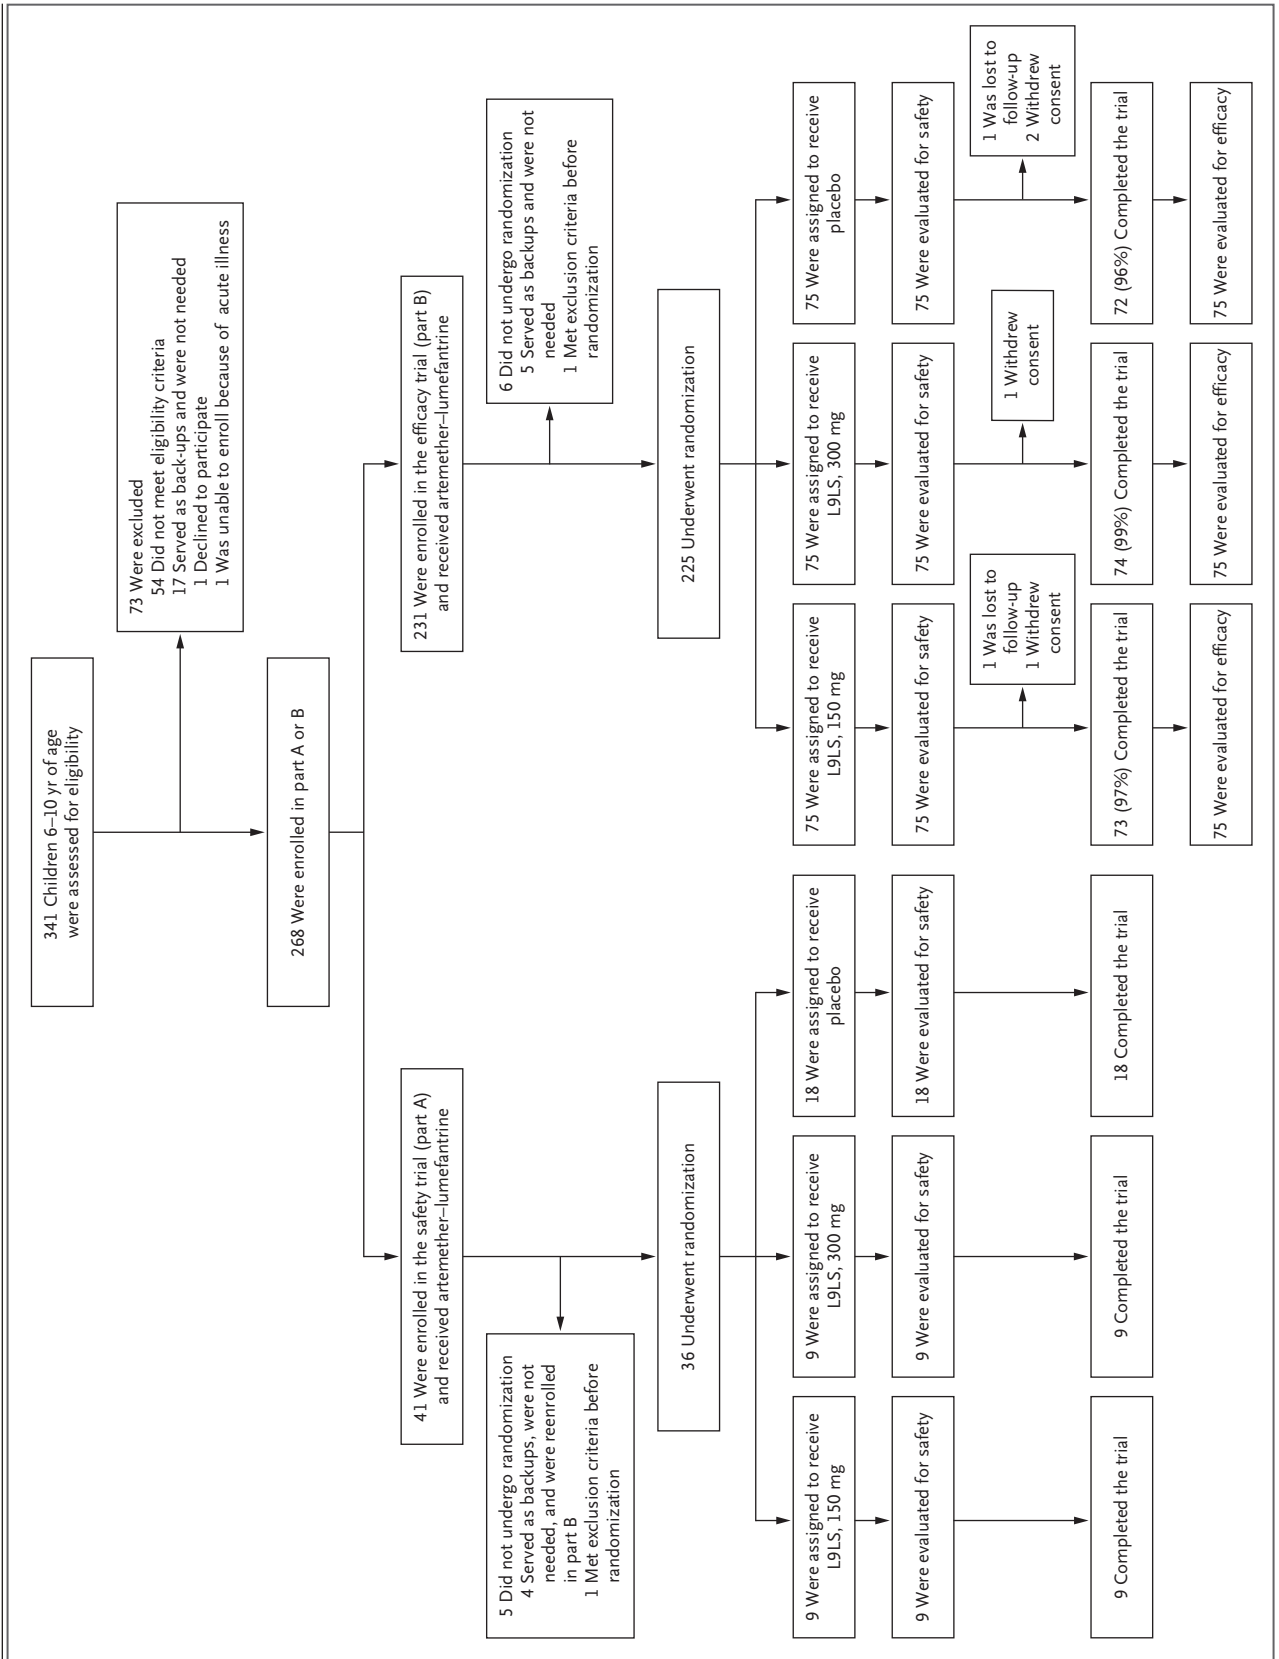 341 Children 6–10 yr of age
were assessed for eligibility
73 Were excluded
54 Did not meet eligibility criteria
17 Served as back-ups and were not needed
1 Declined to participate
1 Was unable to enroll because of acute illness
268 Were enrolled in part A or B
41 Were enrolled in the safety trial (part A)
and received artemether–lumefantrine
231 Were enrolled in the efficacy trial (part B)
and received artemether–lumefantrine
5 Did not undergo randomization
4 Served as backups, were not
needed, and were reenrolled
in part B
1 Met exclusion criteria before
randomization
6 Did not undergo randomization
5 Served as backups and were not
needed
1 Met exclusion criteria before
randomization
36 Underwent randomization
225 Underwent randomization
9 Were assigned to receive
L9LS, 150 mg
9 Were assigned to receive
L9LS, 300 mg
18 Were assigned to receive
placebo
75 Were assigned to receive
L9LS, 150 mg
75 Were assigned to receive
L9LS, 300 mg
75 Were assigned to receive
placebo
9 Were evaluated for safety
9 Were evaluated for safety
18 Were evaluated for safety
75 Were evaluated for safety
75 Were evaluated for safety
75 Were evaluated for safety
1 Was lost to
follow-up
1 Withdrew
consent
1 Withdrew
consent
1 Was lost to
follow-up
2 Withdrew
consent
9 Completed the trial
9 Completed the trial
18 Completed the trial
73 (97%) Completed the trial
74 (99%) Completed the trial
72 (96%) Completed the trial
75 Were evaluated for efficacy
75 Were evaluated for efficacy
75 Were evaluated for efficacy